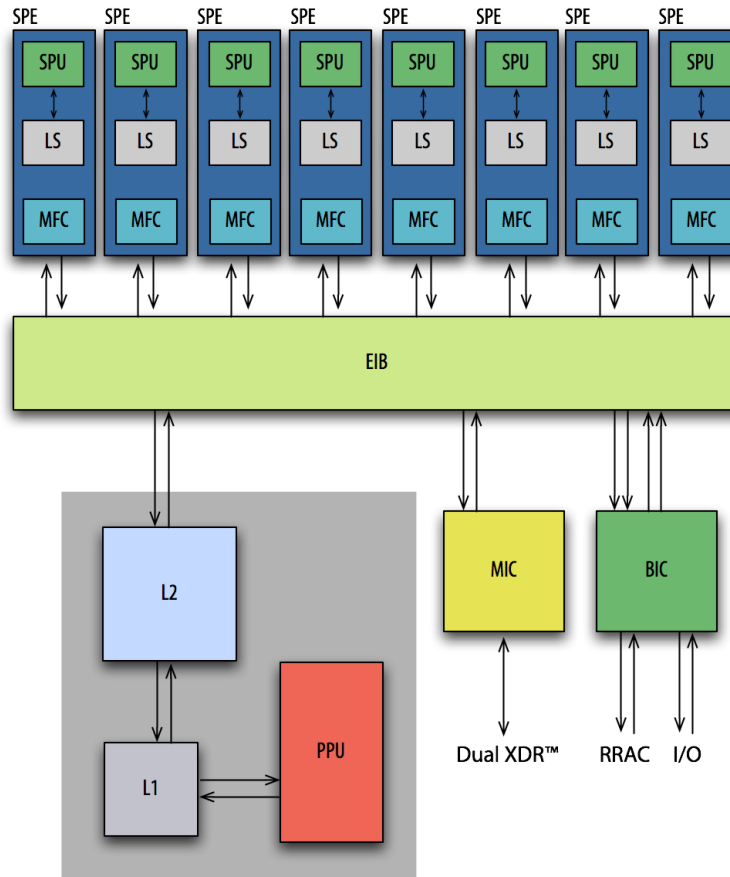 SPE SPE SPE SPE SPE SPE SPE SPE
SPU SPU SPU SPU SPU SPU SPU SPU
LS LS LS LS LS LS LS LS
MFC MFC MFC MFC MFC MFC MFC MFC
EIB
L2 MIC BIC
PPU
L1
Dual XDR™ RRAC I/O